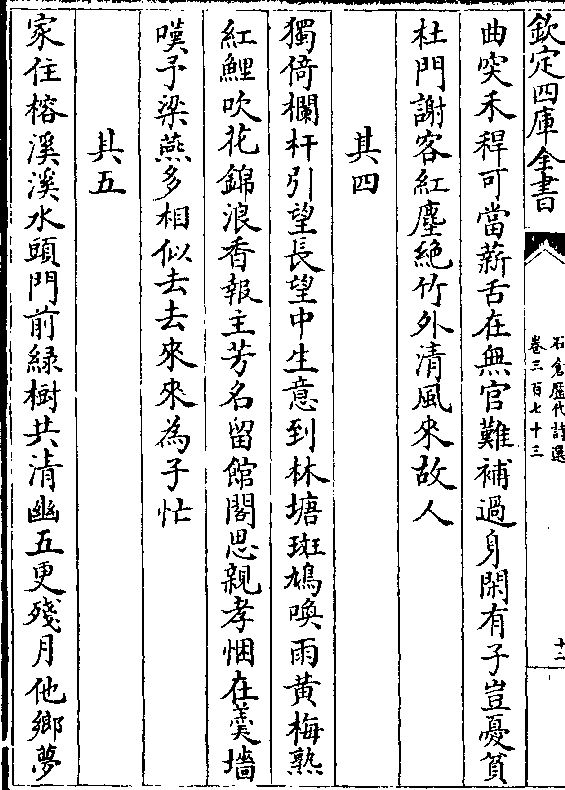 欽定四庫全書
石倉歷代詩選
卷三百七十三
十二
曲突禾稈可當薪舌在無官難補過身閑有子豈憂貧
杜門謝客紅塵絶竹外清風來故人
其四
獨倚欄杆引望長望中生意到林塘斑鳩喚雨黄梅熟
紅鯉吹花錦浪香報主芳名留館閣思親孝悃在羮墻
嘆予梁燕多相似去去來來為子忙
其五
家住榕溪溪水頭門前緑樹共清幽五更殘月他鄉夢